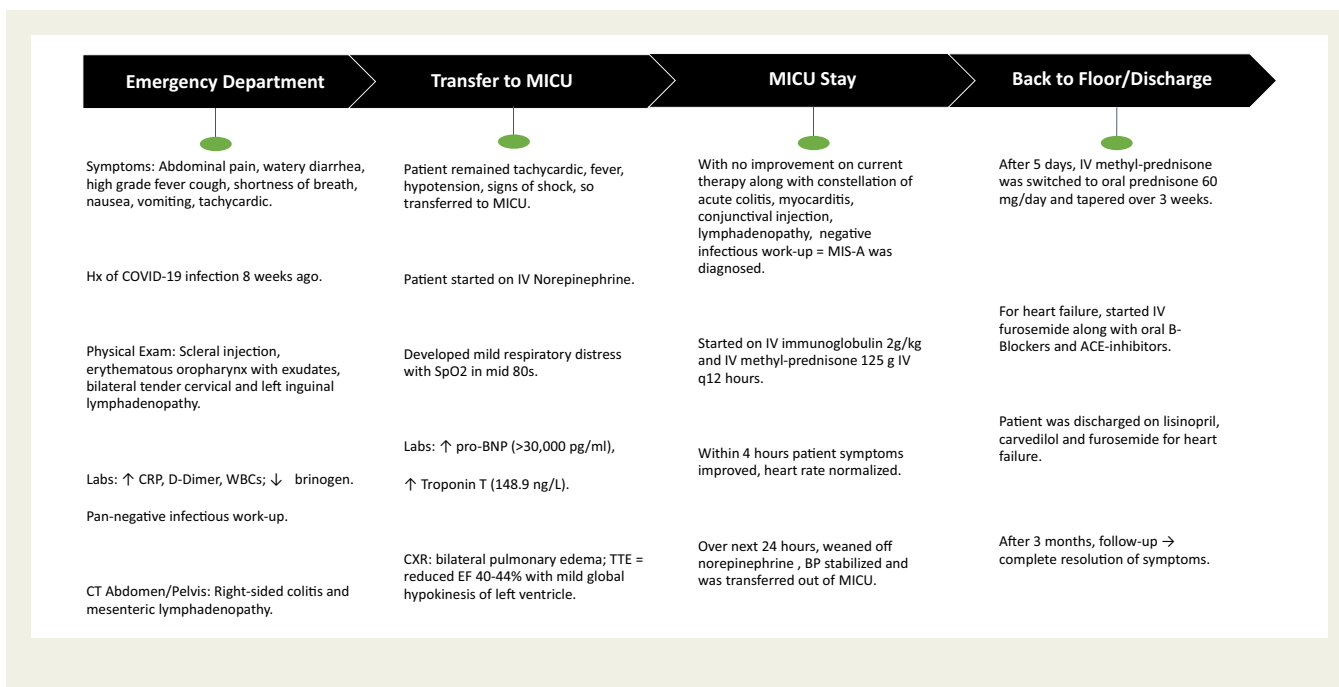 Emergency Department
Transfer to MICU
MICU Stay
Back to Floor/Discharge
Symptoms: Abdominal pain, watery diarrhea,
high grade fever cough, shortness of breath,
nausea, vomiting, tachycardic.
Hx of COVID-19 infection 8 weeks ago.
Physical Exam: Scleral injection,
erythematous oropharynx with exudates,
bilateral tender cervical and left inguinal
lymphadenopathy.
Labs: ↑ CRP, D-Dimer, WBCs; ↓ brinogen.
Pan-negative infectious work-up.
CT Abdomen/Pelvis: Right-sided colitis and
mesenteric lymphadenopathy.
Patient remained tachycardic, fever,
hypotension, signs of shock, so
transferred to MICU.
Patient started on IV Norepinephrine.
Developed mild respiratory distress
with SpO2 in mid 80s.
Labs: ↑ pro-BNP (>30,000 pg/ml),
↑ Troponin T (148.9 ng/L).
CXR: bilateral pulmonary edema; TTE =
reduced EF 40-44% with mild global
hypokinesis of left ventricle.
With no improvement on current
therapy along with constellation of
acute colitis, myocarditis,
conjunctival injection,
lymphadenopathy, negative
infectious work-up = MIS-A was
diagnosed.
Started on IV immunoglobulin 2g/kg
and IV methyl-prednisone 125 g IV
q12 hours.
Within 4 hours patient symptoms
improved, heart rate normalized.
Over next 24 hours, weaned off
norepinephrine , BP stabilized and
was transferred out of MICU.
After 5 days, IV methyl-prednisone
was switched to oral prednisone 60
mg/day and tapered over 3 weeks.
For heart failure, started IV
furosemide along with oral B-
Blockers and ACE-inhibitors.
Patient was discharged on lisinopril,
carvedilol and furosemide for heart
failure.
After 3 months, follow-up →
complete resolution of symptoms.